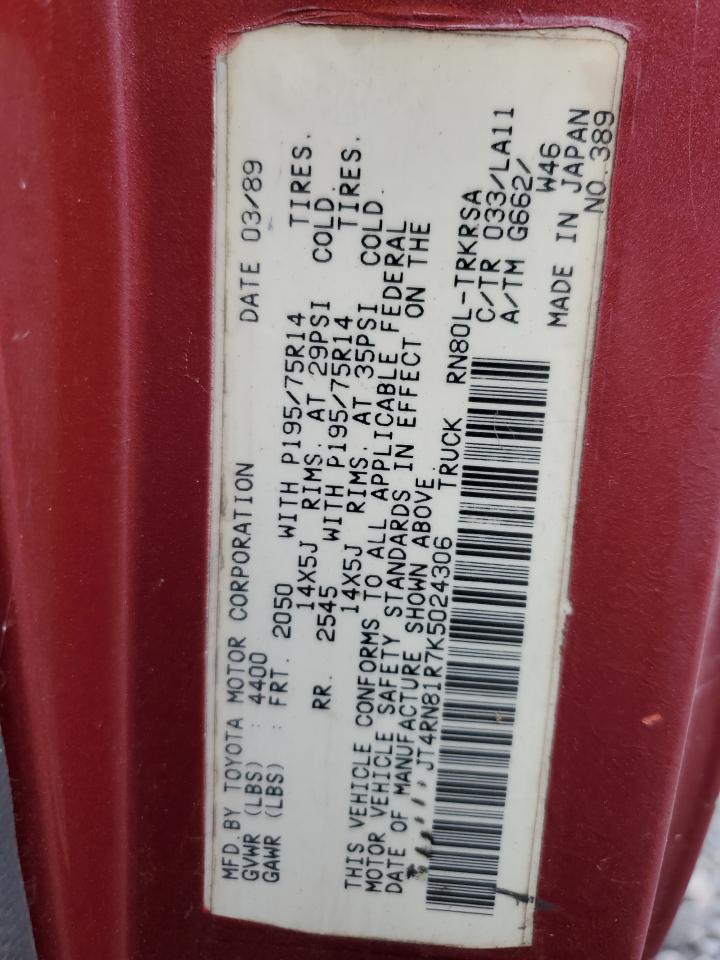 MFD. BY TOYOTA MOTOR CORPORATION DATE 03/89
GVWR (LBS) : 4400
GAWR (LBS) : FRT. 2050 WITH P195/75R14 TIRES.
14X5J RIMS. AT 29PSI COLD.
RR. 2545 WITH P195/75R14 TIRES.
14X5J RIMS. AT 35PSI COLD.
THIS VEHICLE CONFORMS TO ALL APPLICABLE FEDERAL
MOTOR VEHICLE SAFETY STANDARDS IN EFFECT ON THE
DATE OF MANUFACTURE SHOWN ABOVE.
JT4RN81R7K5024306 TRUCK RN80L-TRKRSA
C/TR 033/LA11
A/TM G662/
W46
MADE IN JAPAN
NO. 389